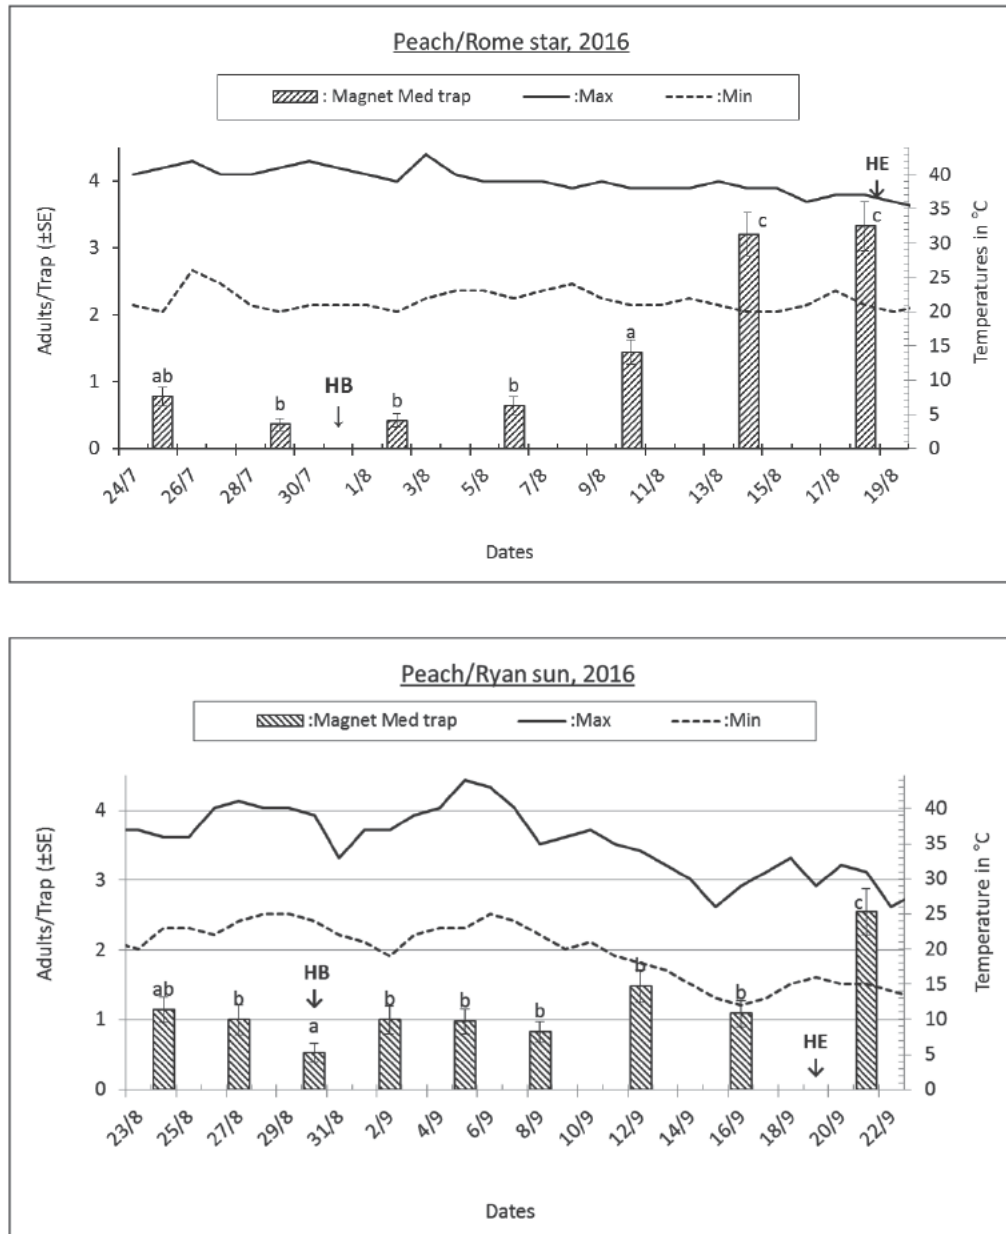 Peach/Rome star, 2016
: Magnet Med trap :Max :Min
Adults/Trap (±SE)
4
3
2
1
0
ab
b
HB
↓
b
b
a
c
c
HE
↓
40
35
30
25
20
15
10
5
0
Temperatures in °C
24/7 26/7 28/7 30/7 1/8 3/8 5/8 7/8 9/8 11/8 13/8 15/8 17/8 19/8
Dates
Peach/Ryan sun, 2016
:Magnet Med trap :Max :Min
Adults/Trap (±SE)
4
3
2
1
0
ab
b
HB
↓
a
b
b
b
b
b
HE
↓
c
40
35
30
25
20
15
10
5
0
Temperature in °C
23/8 25/8 27/8 29/8 31/8 2/9 4/9 6/9 8/9 10/9 12/9 14/9 16/9 18/9 20/9 22/9
Dates